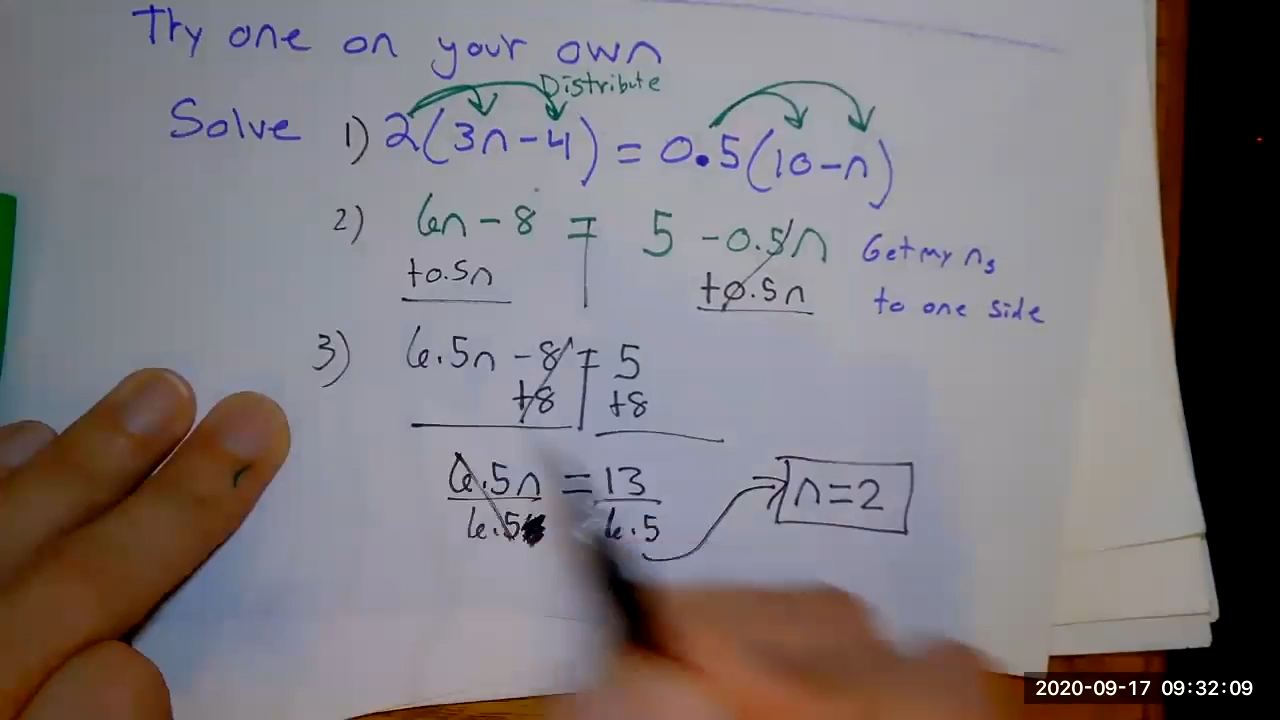 Try one on your own
Distribute
Solve 1) 2(3n-4) = 0.5(10-n)
2) 6n - 8 = 5 - 0.5n Get my ns
+0.5n +0.5n to one side
3) 6.5n - 8 = 5
+8 +8
6.5n = 13
6.5 6.5
n=2
2020-09-17 09:32:09